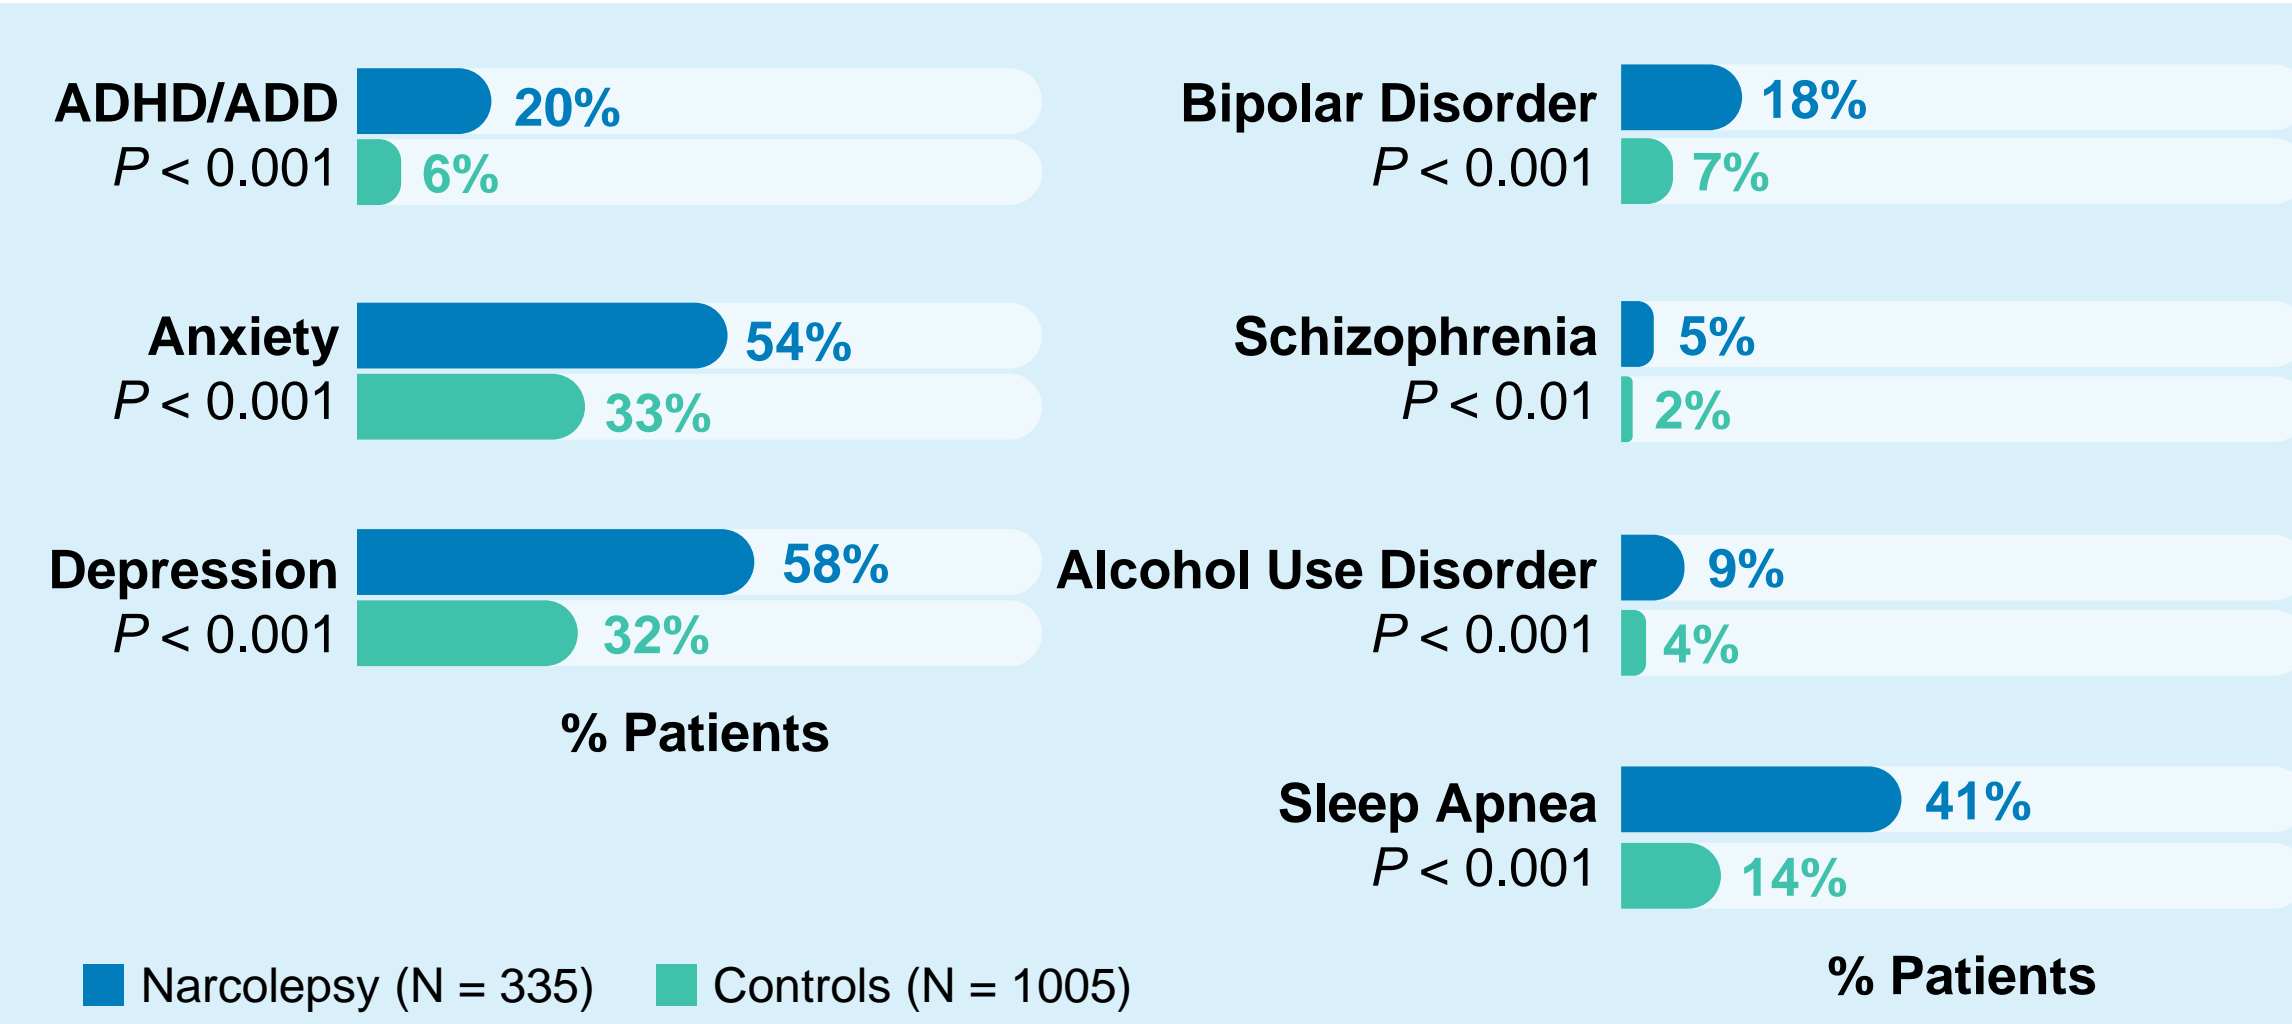 ADHD/ADD
P < 0.001
20%
6%
Anxiety
P < 0.001
54%
33%
Depression
P < 0.001
58%
32%
% Patients
Bipolar Disorder
P < 0.001
18%
7%
Schizophrenia
P < 0.01
5%
2%
Alcohol Use Disorder
P < 0.001
9%
4%
Sleep Apnea
P < 0.001
41%
14%
% Patients
Narcolepsy (N = 335)
Controls (N = 1005)